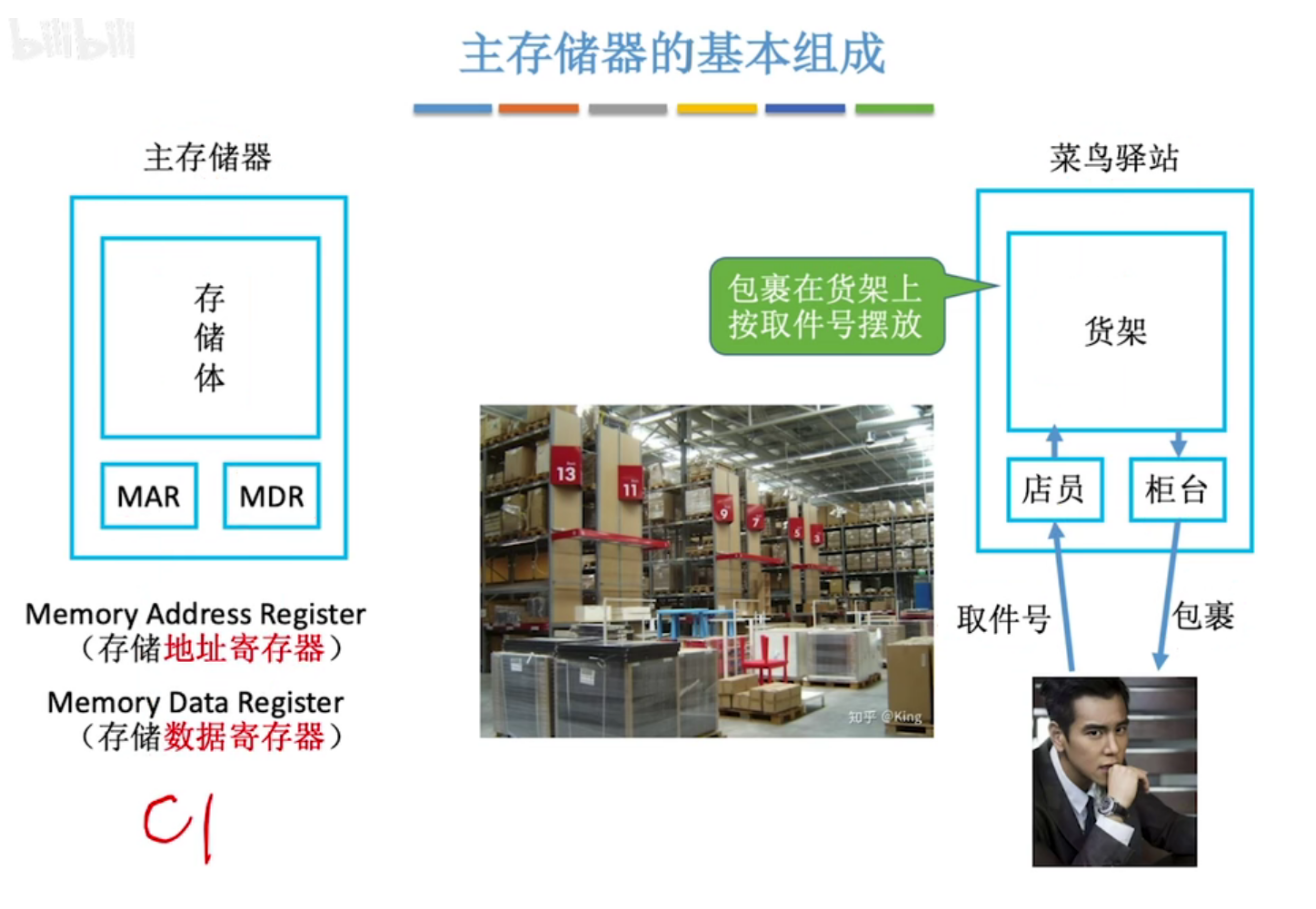 bilibili
主存储器的基本组成
主存储器
存
储
体
MAR
MDR
Memory Address Register
（存储地址寄存器）
Memory Data Register
（存储数据寄存器）
13
11
9
7
5
3
知乎 @King
包裹在货架上
按取件号摆放
菜鸟驿站
货架
店员
柜台
取件号
包裹